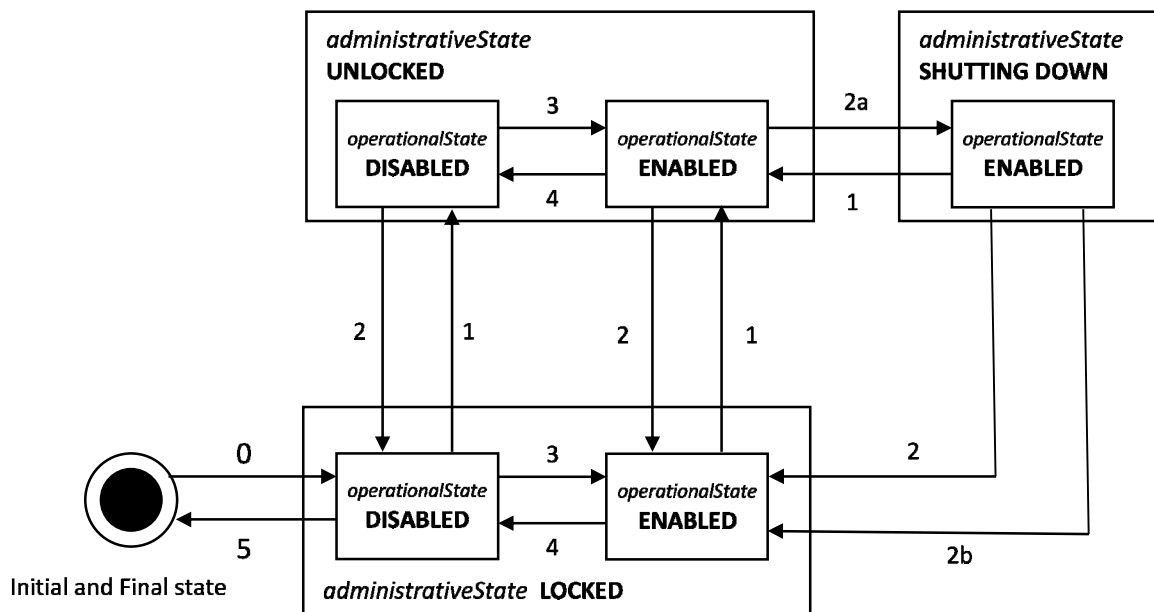 administrativeState
UNLOCKED
administrativeState
SHUTTING DOWN
3
2a
operationalState
DISABLED
operationalState
ENABLED
operationalState
ENABLED
4
1
2
1
2
1
0
3
2
operationalState
DISABLED
operationalState
ENABLED
5
4
2b
Initial and Final state
administrativeState LOCKED